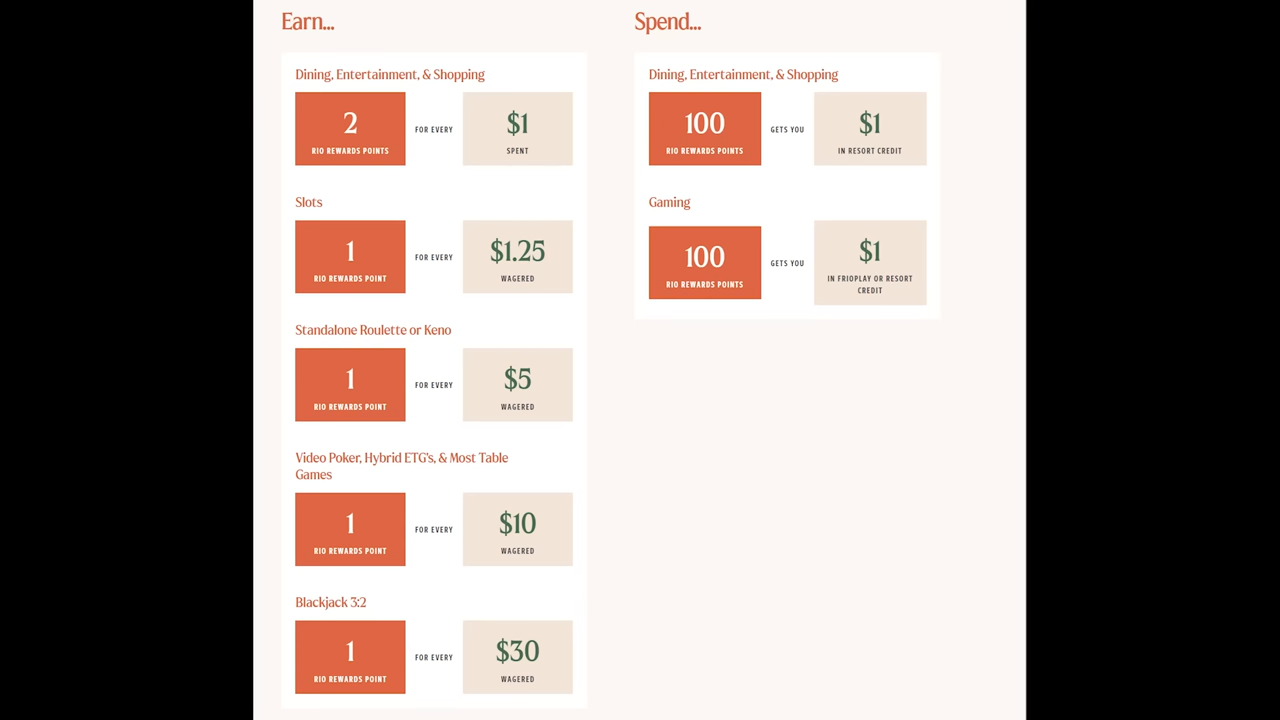 Earn...
Dining, Entertainment, & Shopping
2
RIO REWARDS POINTS
FOR EVERY
$1
SPENT
Slots
1
RIO REWARDS POINT
FOR EVERY
$1.25
WAGERED
Standalone Roulette or Keno
1
RIO REWARDS POINT
FOR EVERY
$5
WAGERED
Video Poker, Hybrid ETG's, & Most Table
Games
1
RIO REWARDS POINT
FOR EVERY
$10
WAGERED
Blackjack 3:2
1
RIO REWARDS POINT
FOR EVERY
$30
WAGERED
Spend...
Dining, Entertainment, & Shopping
100
RIO REWARDS POINTS
GETS YOU
$1
IN RESORT CREDIT
Gaming
100
RIO REWARDS POINTS
GETS YOU
$1
IN FRIOPLAY OR RESORT
CREDIT